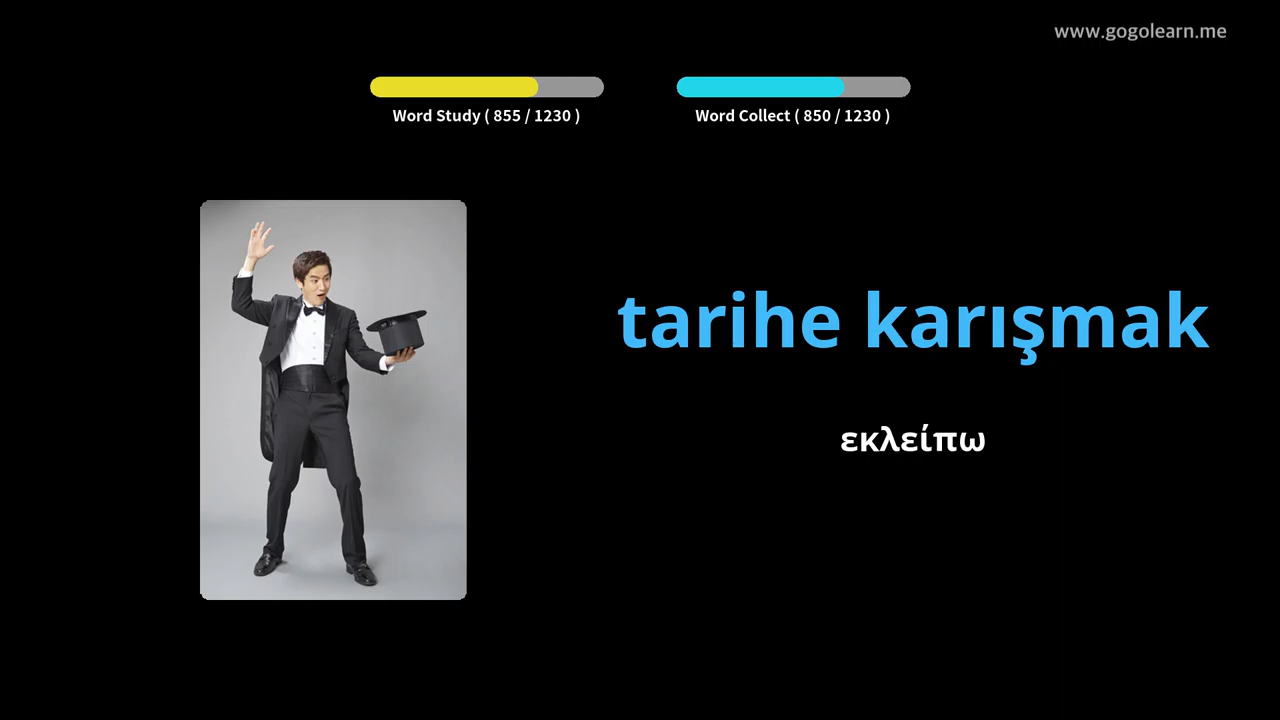 www.gogolearn.me
Word Study ( 855 / 1230 )
Word Collect ( 850 / 1230 )
tarihe karışmak
εκλείπω